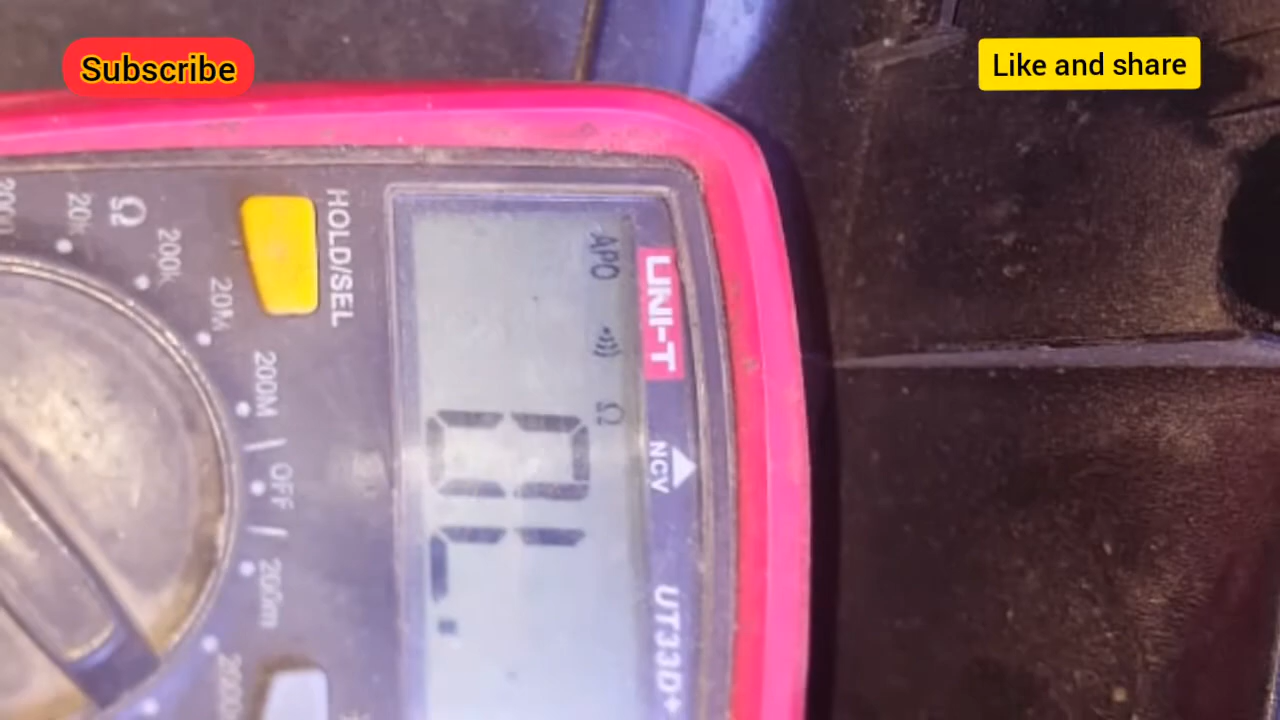 Subscribe
Like and share
UNI-T
NCV
UT33D+
APO
Ω
0L.
HOLD/SEL
Ω
20k
200k
20M
200M
OFF
200m